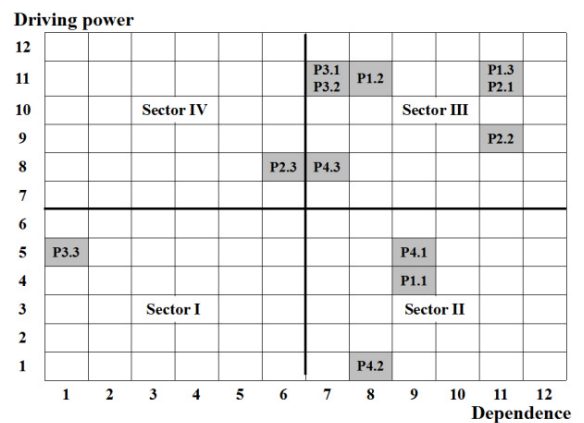 Driving power
12
11 P3.1 P1.2 P1.3
P3.2 P2.1
10 Sector IV Sector III
9 P2.2
8 P2.3 P4.3
7
6
5 P3.3 P4.1
4 P1.1
3 Sector I Sector II
2
1 P4.2
1 2 3 4 5 6 7 8 9 10 11 12
Dependence